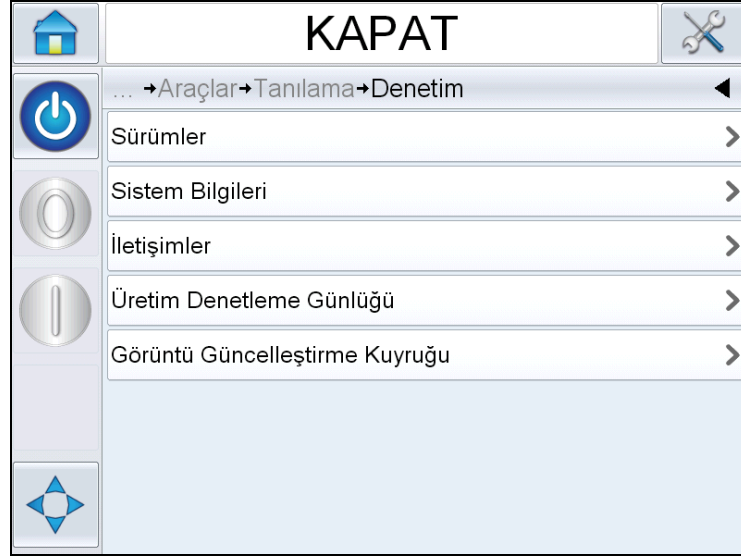 KAPAT
... →Araçlar→Tanılama→Denetim
Sürümler
Sistem Bilgileri
İletişimler
Üretim Denetleme Günlüğü
Görüntü Güncelleştirme Kuyruğu